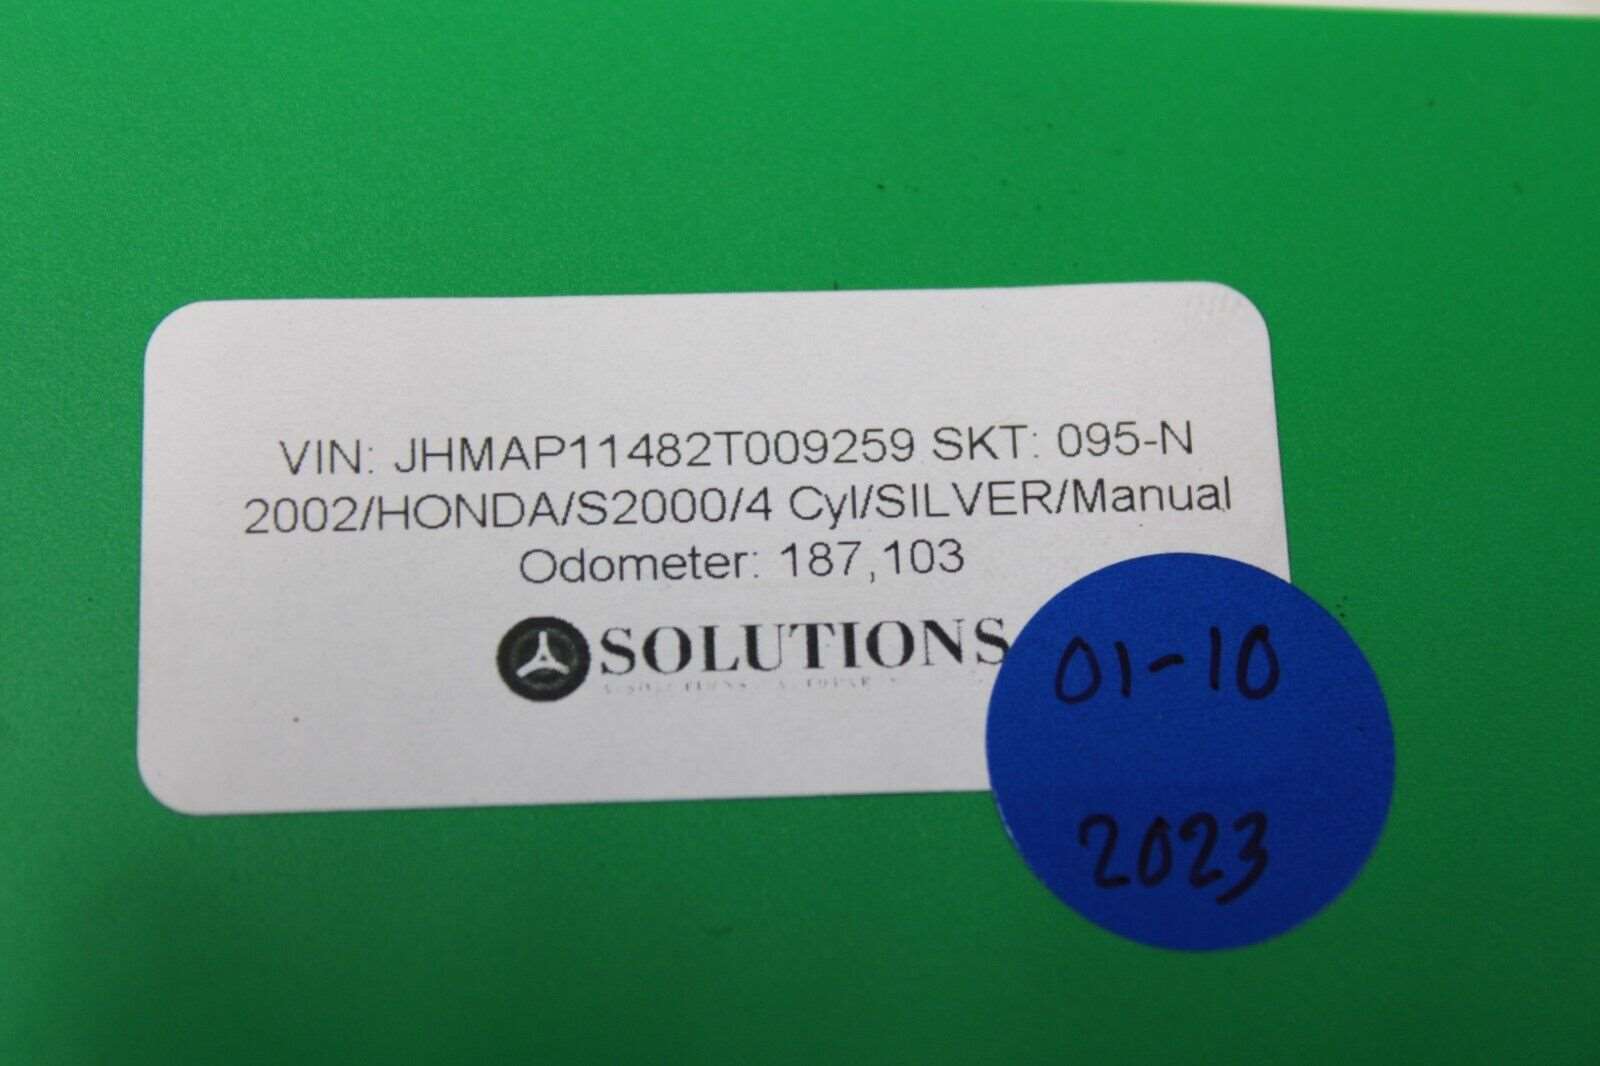 VIN: JHMAP11482T009259 SKT: 095-N
2002/HONDA/S2000/4 Cyl/SILVER/Manual
Odometer: 187,103
SOLUTIONS
01-10
2023